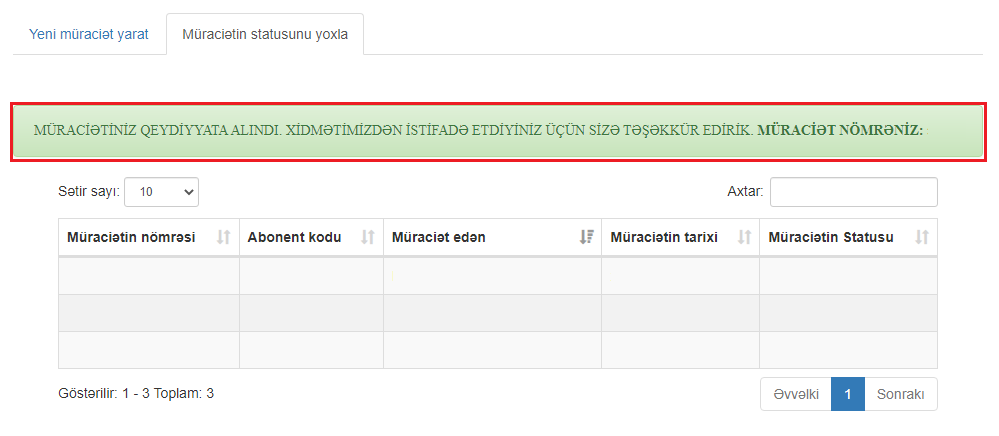 Yeni müraciət yarat Müraciətin statusunu yoxla
MÜRACİƏTİNİZ QEYDİYYATA ALINDI. XİDMƏTİMİZDƏN İSTİFADƏ ETDİYİNİZ ÜÇÜN SİZƏ TƏŞƏKKÜR EDİRİK. MÜRACİƏT NÖMRƏNİZ:
Sətir sayı: 10 Axtar:
Müraciətin nömrəsi Abonent kodu Müraciət edən Müraciətin tarixi Müraciətin Statusu
Göstərilir: 1 - 3 Toplam: 3 Əvvəlki 1 Sonrakı